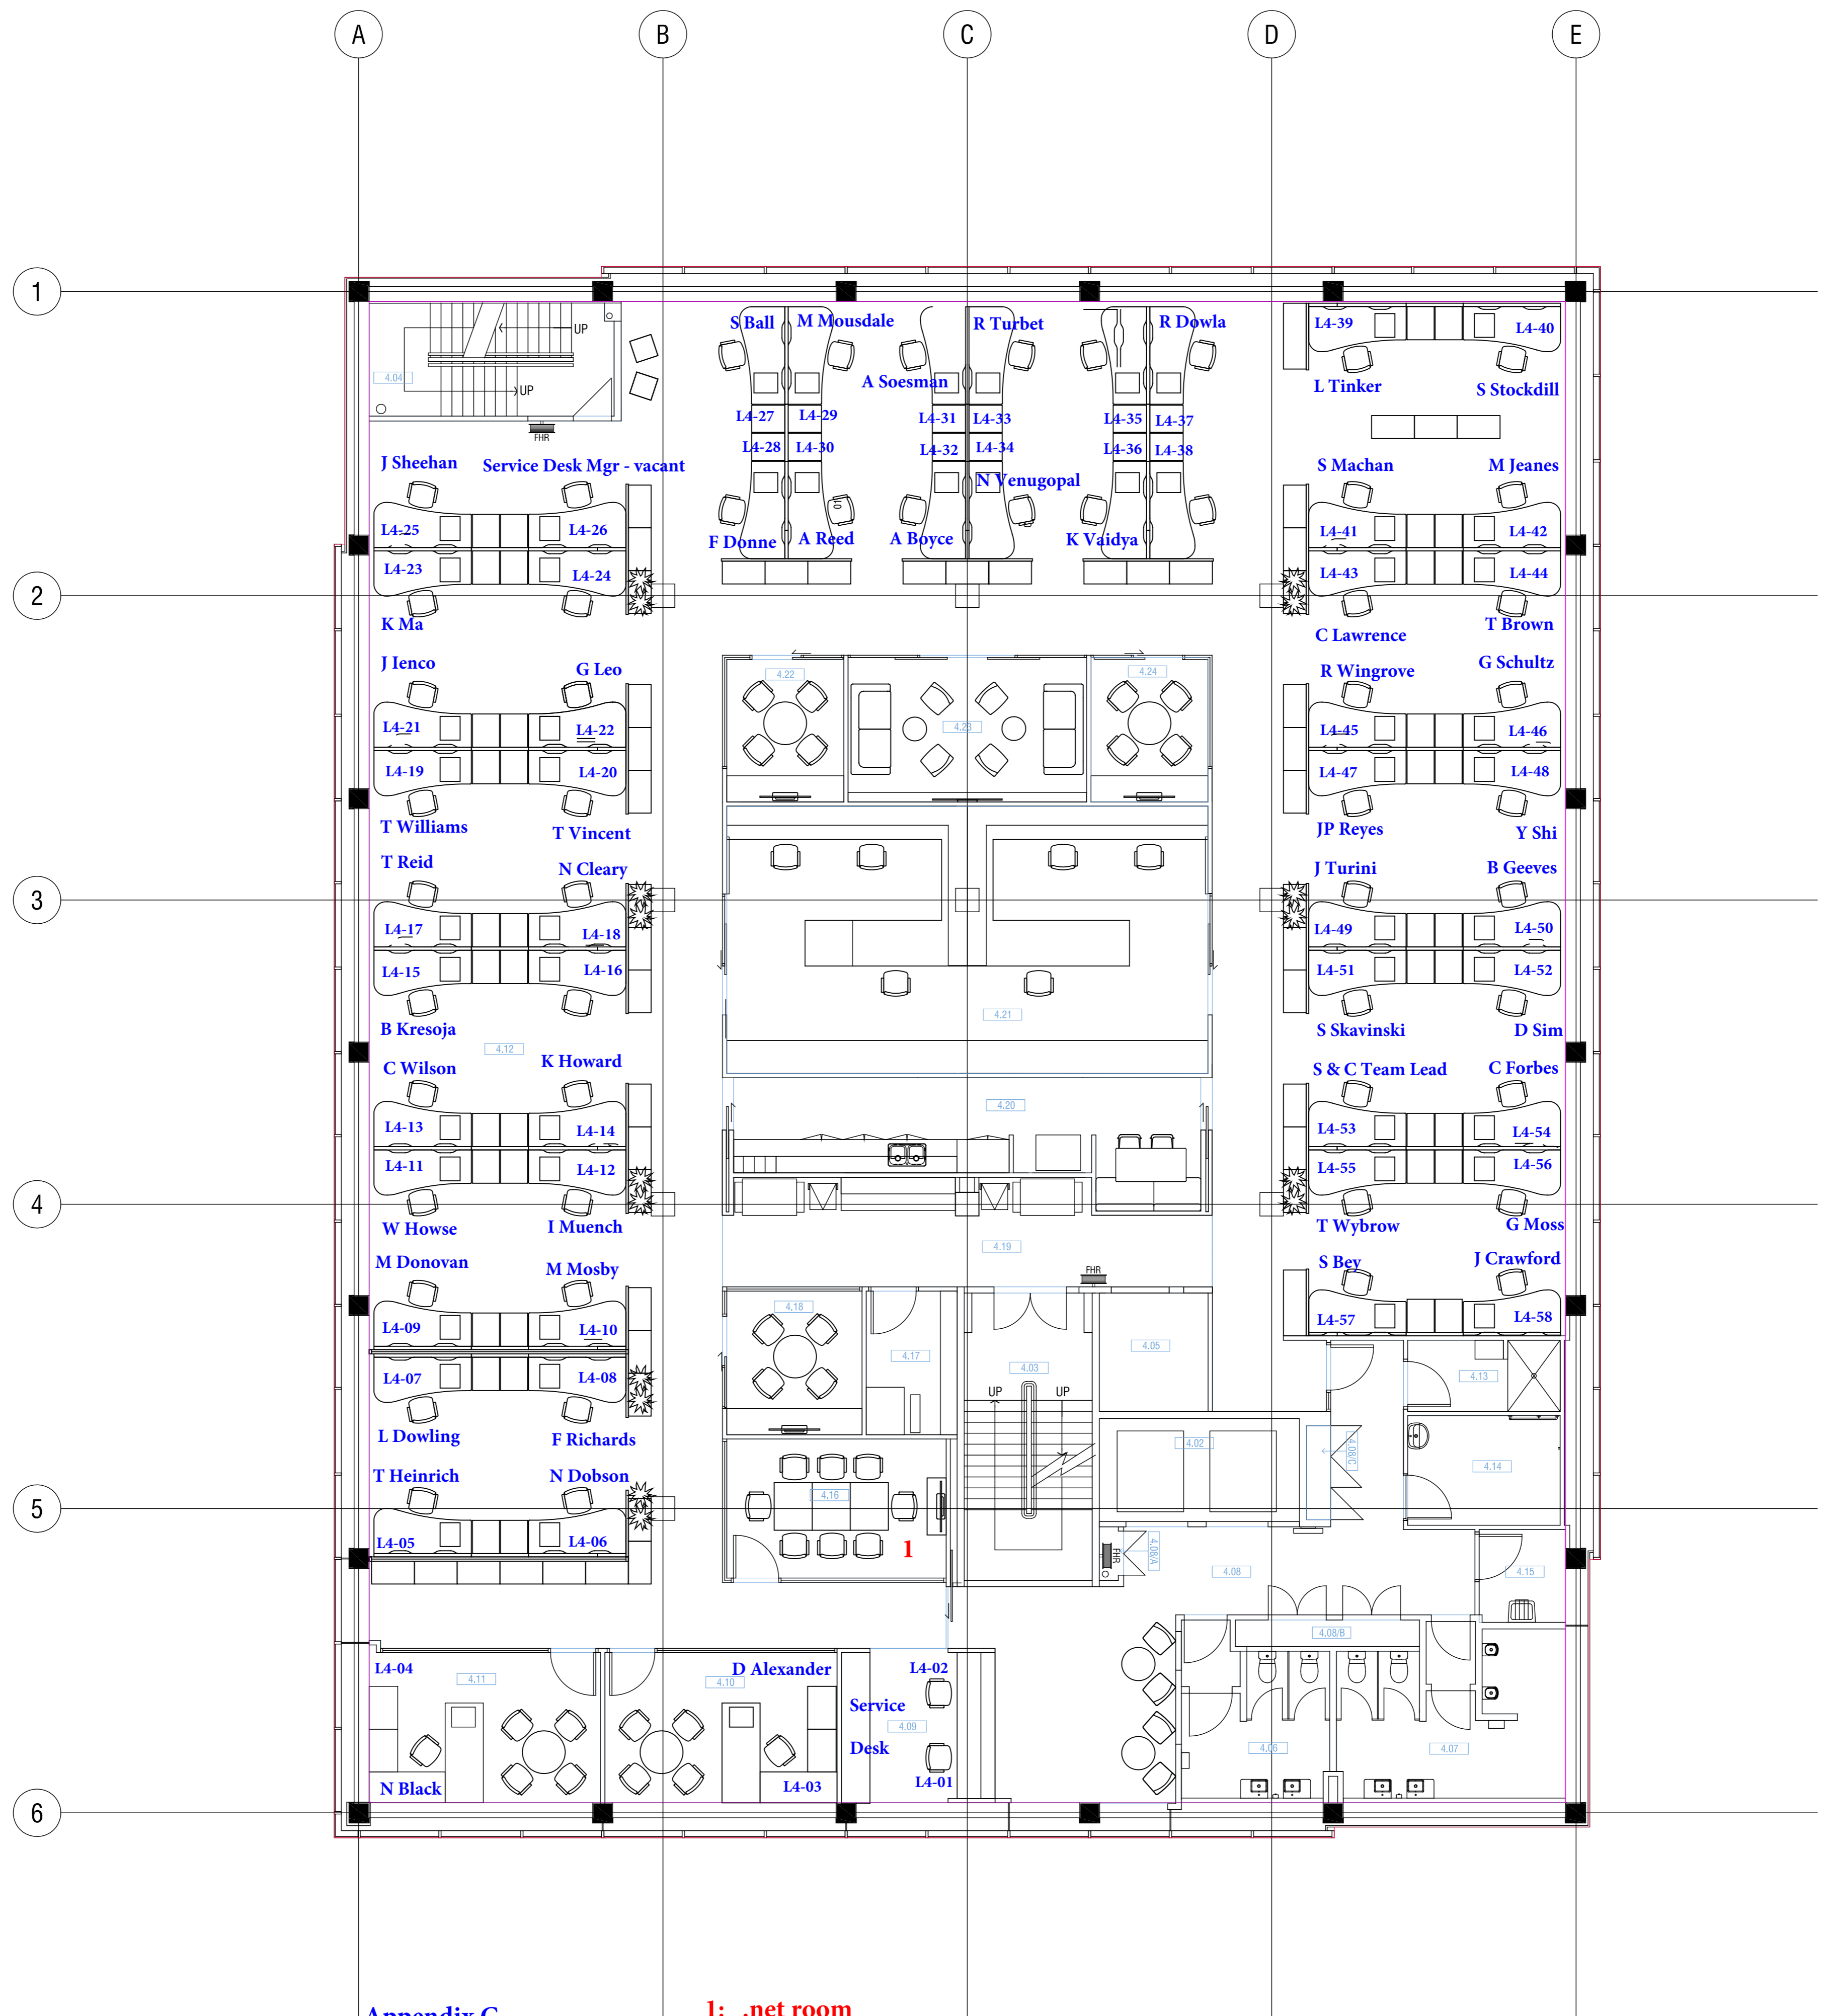 A B C D E
1
UP
4.04
UP
FHR
S Ball M Mousdale R Turbet R Dowla
A Soesman
L4-27 L4-29 L4-31 L4-33 L4-35 L4-37
L4-28 L4-30 L4-32 L4-34 L4-36 L4-38
N Venugopal
F Donne A Reed A Boyce K Vaidya
L4-39 L4-40
L Tinker S Stockdill
J Sheehan Service Desk Mgr - vacant
L4-25 L4-26
L4-23 L4-24
K Ma
S Machan M Jeanes
L4-41 L4-42
L4-43 L4-44
C Lawrence T Brown
2
J Ienco G Leo
L4-21 L4-22
L4-19 L4-20
T Williams T Vincent
4.22 4.23 4.24
R Wingrove G Schultz
L4-45 L4-46
L4-47 L4-48
JP Reyes Y Shi
3
T Reid N Cleary
L4-17 L4-18
L4-15 L4-16
B Kresoja
4.12
4.21
J Turini B Geeves
L4-49 L4-50
L4-51 L4-52
S Skavinski D Sim
C Wilson K Howard
L4-13 L4-14
L4-11 L4-12
W Howse I Muench
4.20
S & C Team Lead C Forbes
L4-53 L4-54
L4-55 L4-56
T Wybrow G Moss
4
4.19
FHR
M Donovan M Mosby
L4-09 L4-10
L4-07 L4-08
L Dowling F Richards
4.18
4.17
4.03
UP UP
4.05
S Bey J Crawford
L4-57 L4-58
4.13
4.02
4.08/C
4.14
5
T Heinrich N Dobson
L4-05 L4-06
4.16
1
FHR
4.08/A
4.08
4.15
4.08/B
L4-04
4.11
N Black
D Alexander
4.10
L4-03
L4-02
Service
4.09
Desk
L4-01
4.06
4.07
6
Appendix C
1: .net room